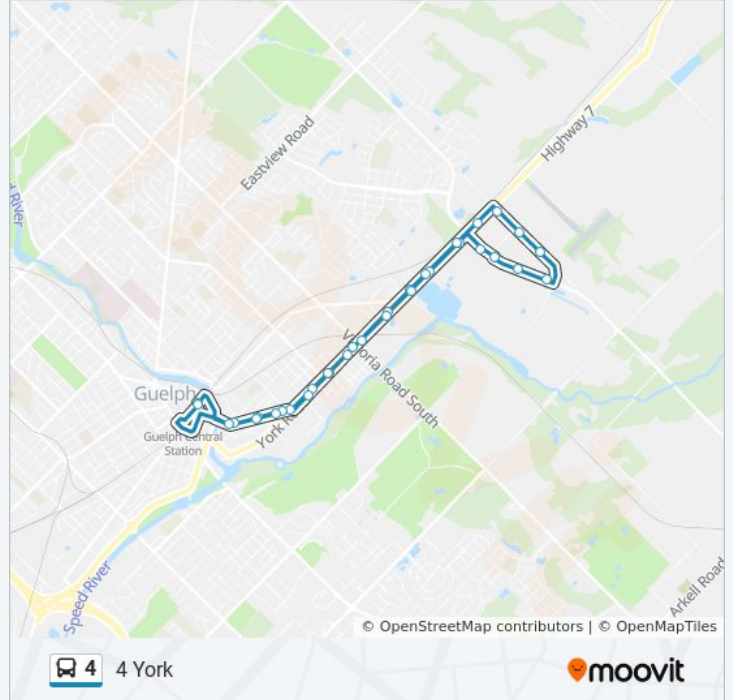 Highway 7
Eastview Road
River
Victoria Road South
Guelph
Guelph Central
Station
York
Speed River
Arkell Road
© OpenStreetMap contributors | © OpenMapTiles
4
4 York
moovit